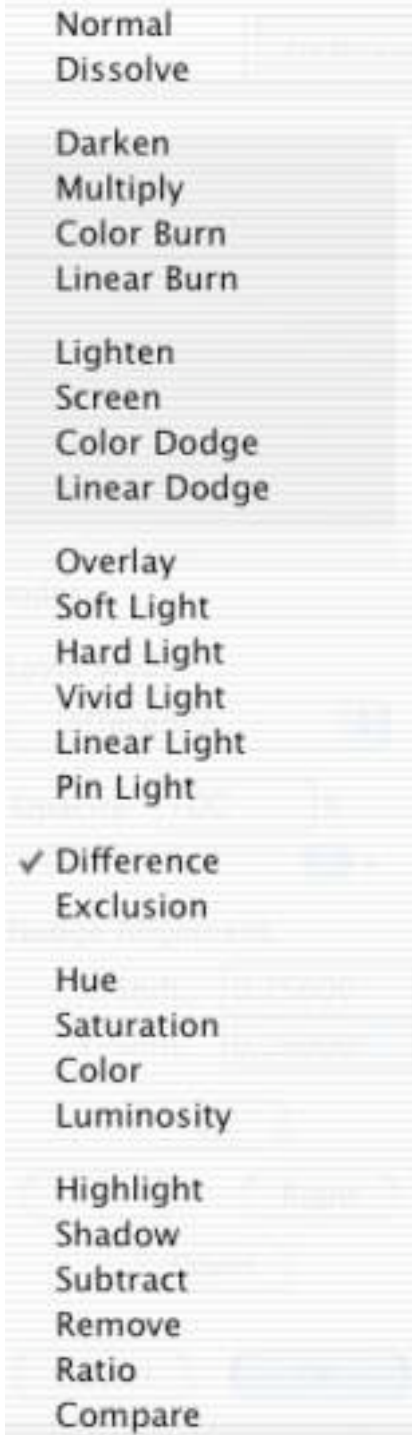 Normal
Dissolve
Darken
Multiply
Color Burn
Linear Burn
Lighten
Screen
Color Dodge
Linear Dodge
Overlay
Soft Light
Hard Light
Vivid Light
Linear Light
Pin Light
✓ Difference
Exclusion
Hue
Saturation
Color
Luminosity
Highlight
Shadow
Subtract
Remove
Ratio
Compare